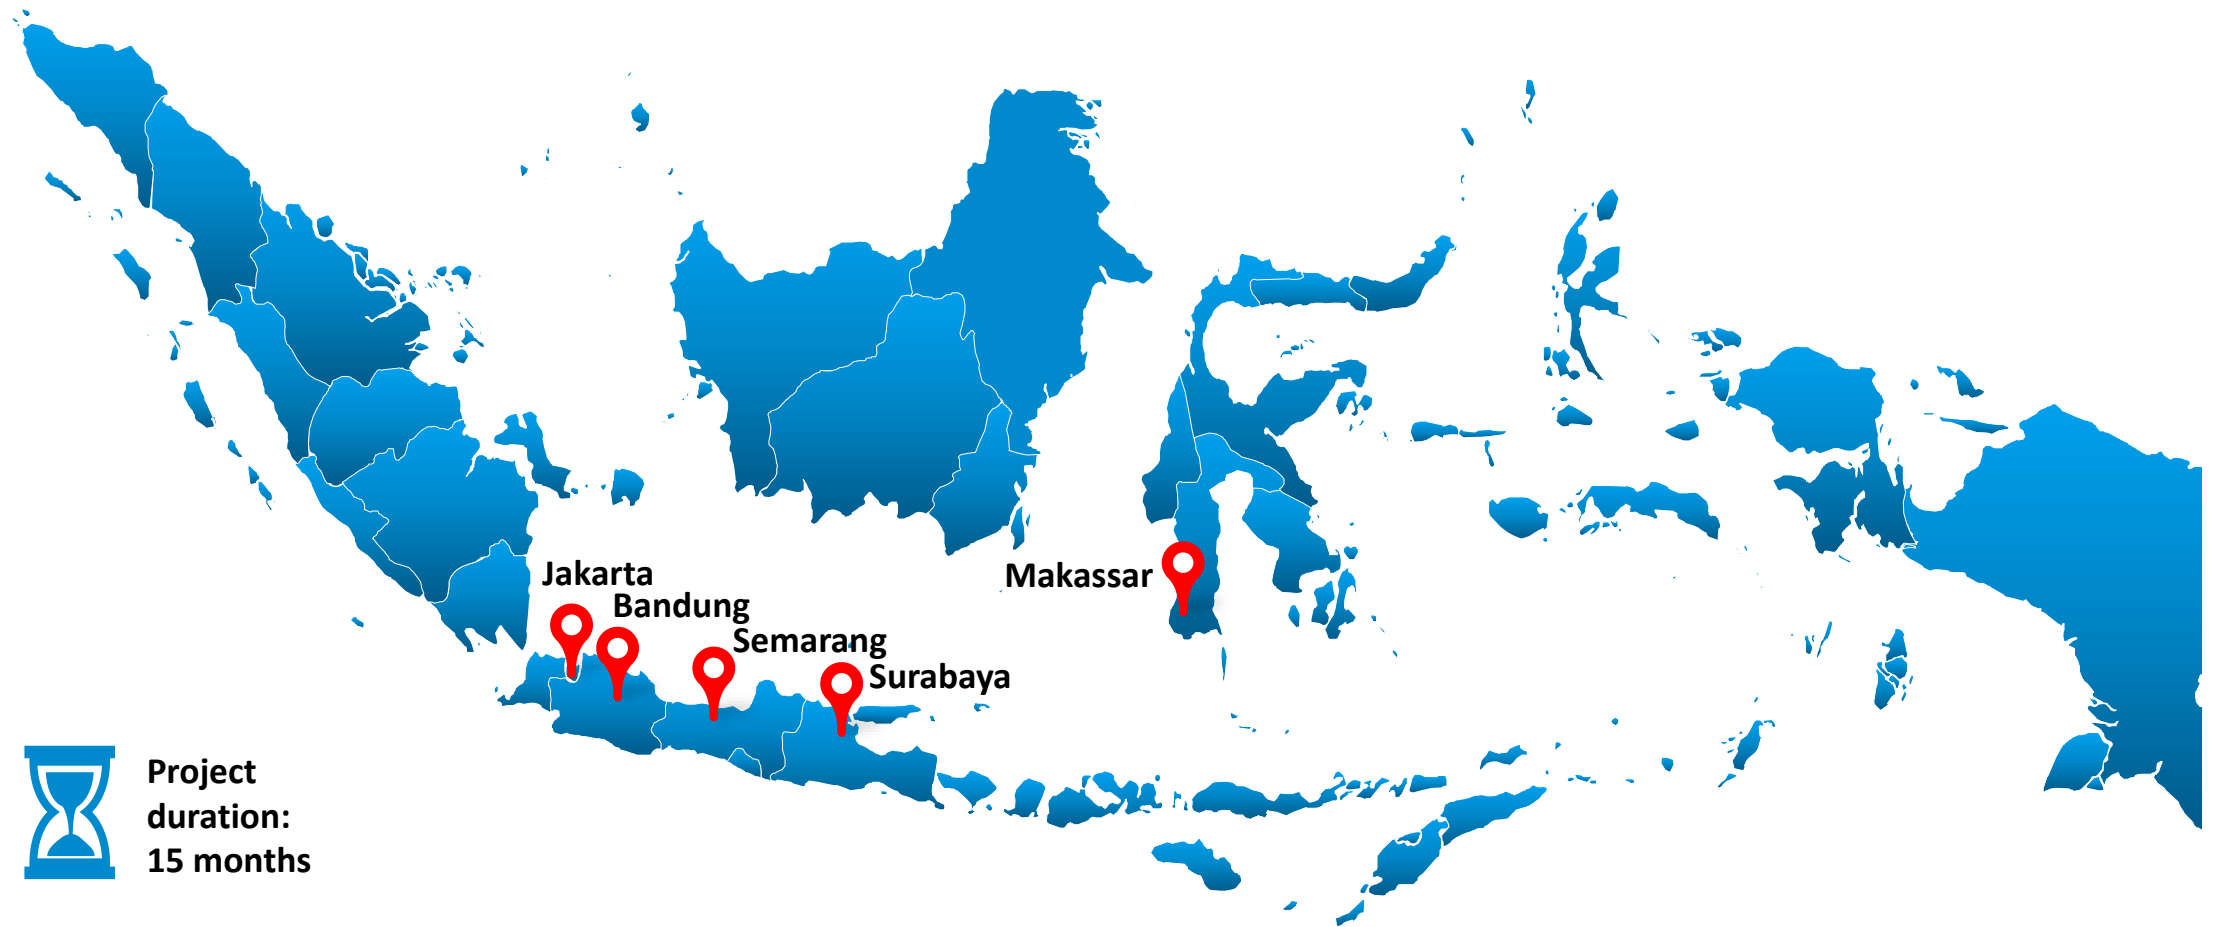 Jakarta
Bandung
Makassar
Semarang
Surabaya
Project
duration:
15 months